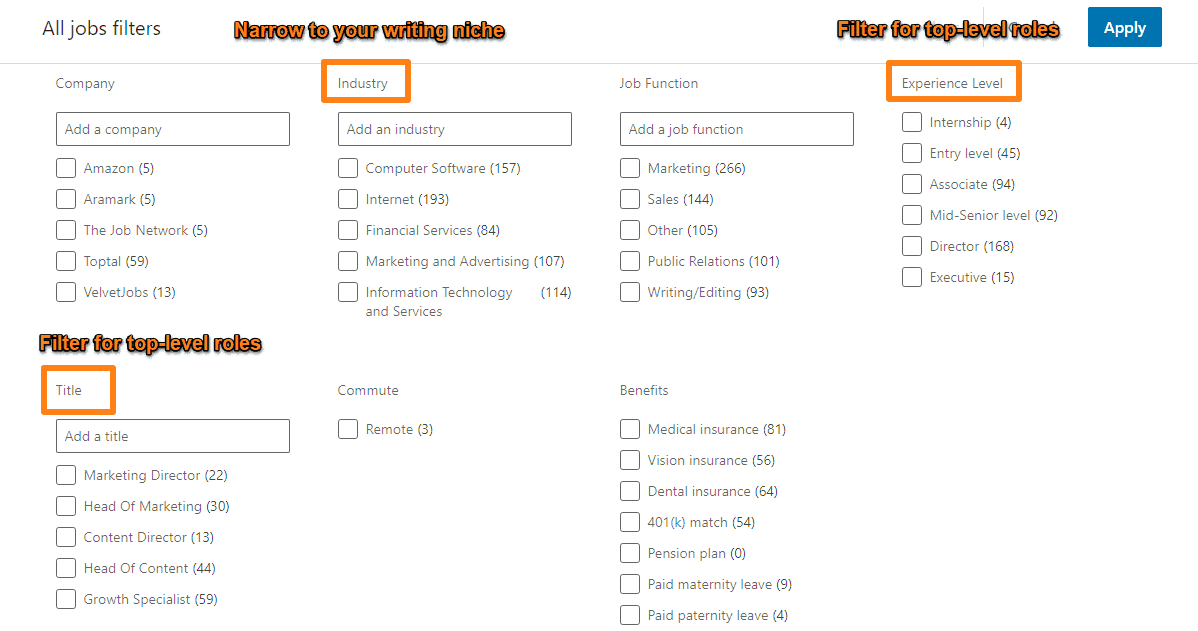 All jobs filters
Narrow to your writing niche
Filter for top-level roles
Apply
Company
Add a company
Amazon (5)
Aramark (5)
The Job Network (5)
Toptal (59)
VelvetJobs (13)
Industry
Add an industry
Computer Software (157)
Internet (193)
Financial Services (84)
Marketing and Advertising (107)
Information Technology (114)
and Services
Job Function
Add a job function
Marketing (266)
Sales (144)
Other (105)
Public Relations (101)
Writing/Editing (93)
Experience Level
Internship (4)
Entry level (45)
Associate (94)
Mid-Senior level (92)
Director (168)
Executive (15)
Filter for top-level roles
Title
Add a title
Marketing Director (22)
Head Of Marketing (30)
Content Director (13)
Head Of Content (44)
Growth Specialist (59)
Commute
Remote (3)
Benefits
Medical insurance (81)
Vision insurance (56)
Dental insurance (64)
401(k) match (54)
Pension plan (0)
Paid maternity leave (9)
Paid paternity leave (4)